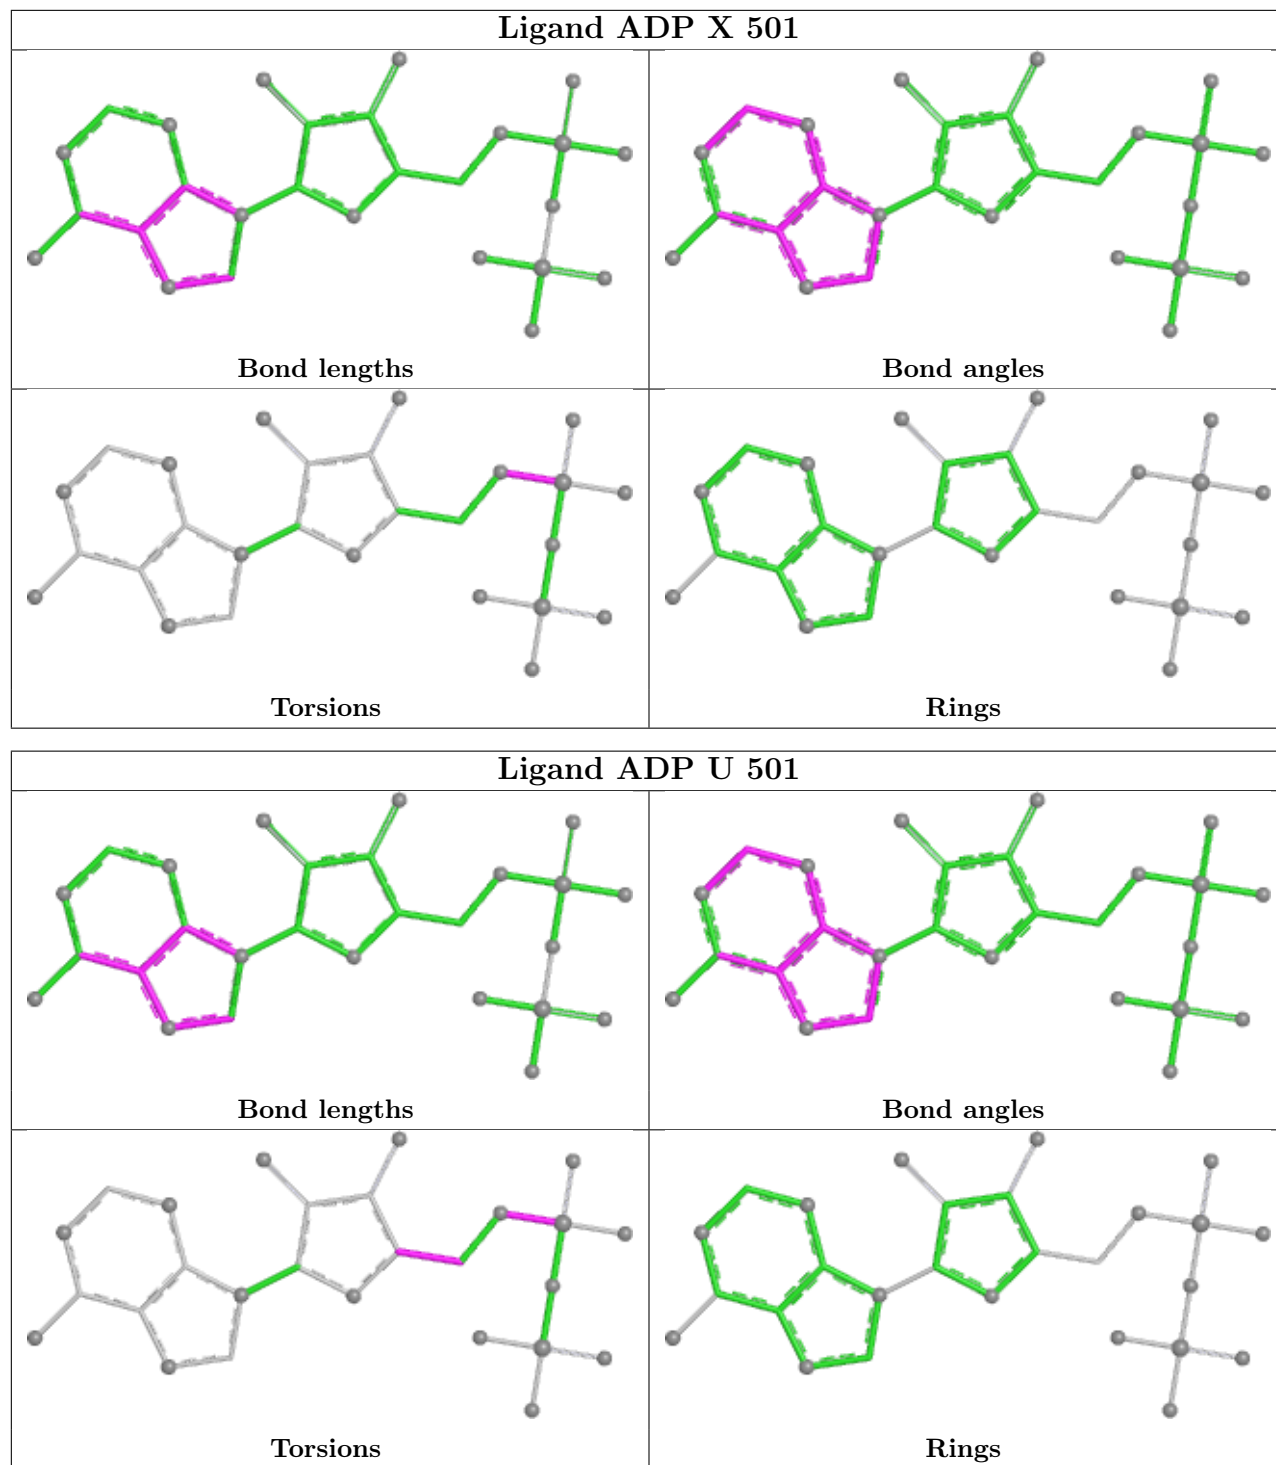 Ligand ADP X 501
Bond lengths
Bond angles
Torsions
Rings
Ligand ADP U 501
Bond lengths
Bond angles
Torsions
Rings